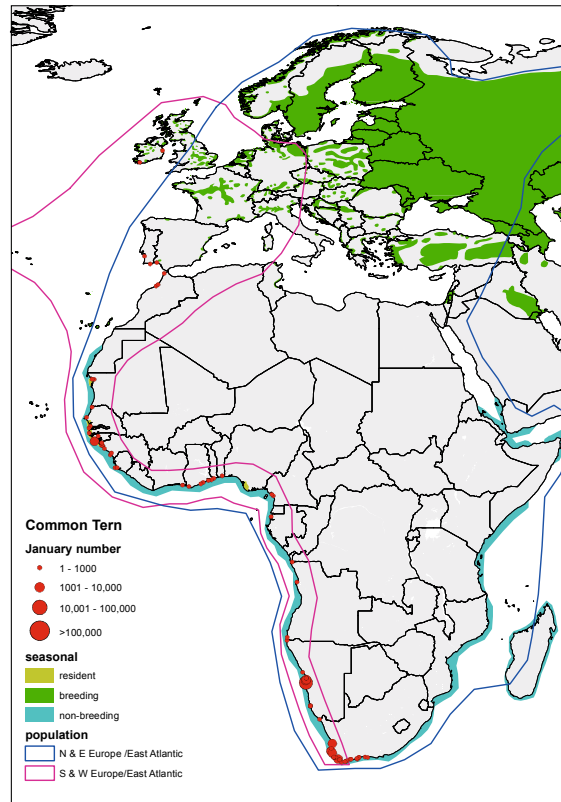 Common Tern
January number
1 - 1000
1001 - 10,000
10,001 - 100,000
>100,000
seasonal
resident
breeding
non-breeding
population
N & E Europe /East Atlantic
S & W Europe/East Atlantic